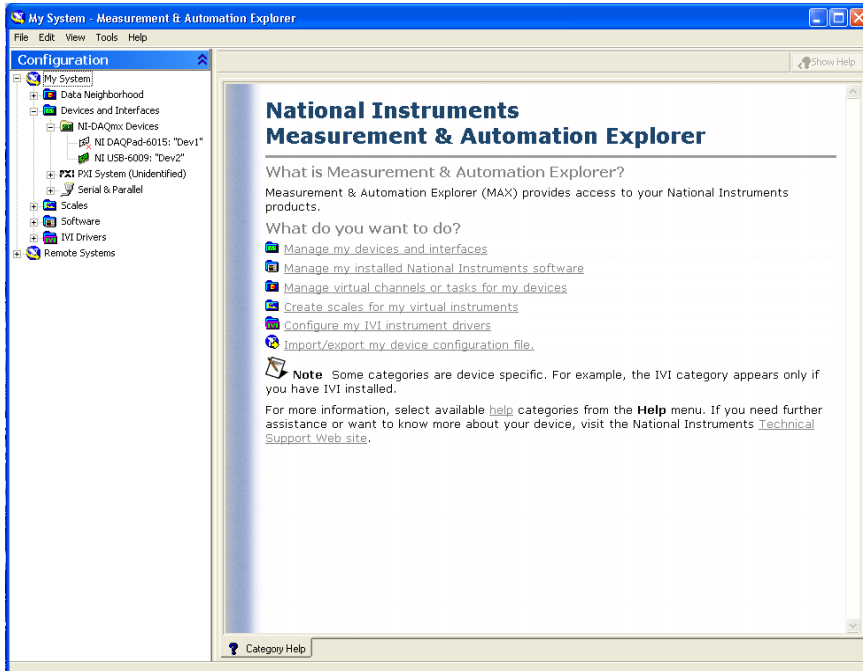 My System - Measurement & Automation Explorer
File Edit View Tools Help
Configuration
Show Help
My System
Data Neighborhood
Devices and Interfaces
NI-DAQmx Devices
NI DAQPad-6015: "Dev1"
NI USB-6009: "Dev2"
PXI PXI System (Unidentified)
Serial & Parallel
Scales
Software
IVI Drivers
Remote Systems
National Instruments
Measurement & Automation Explorer
What is Measurement & Automation Explorer?
Measurement & Automation Explorer (MAX) provides access to your National Instruments
products.
What do you want to do?
Manage my devices and interfaces
Manage my installed National Instruments software
Manage virtual channels or tasks for my devices
Create scales for my virtual instruments
Configure my IVI instrument drivers
Import/export my device configuration file.
Note Some categories are device specific. For example, the IVI category appears only if
you have IVI installed.
For more information, select available help categories from the Help menu. If you need further
assistance or want to know more about your device, visit the National Instruments Technical
Support Web site.
Category Help